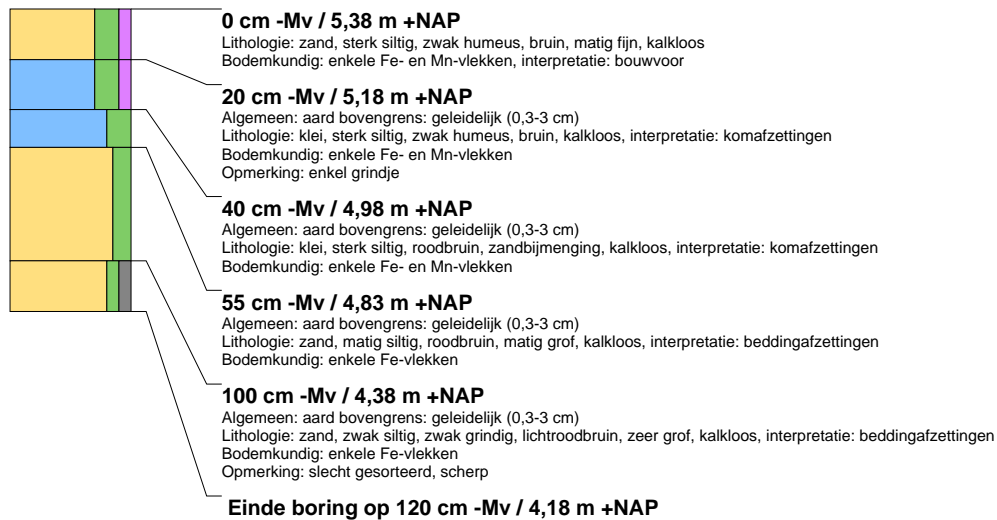 0 cm -Mv / 5,38 m +NAP
Lithologie: zand, sterk siltig, zwak humeus, bruin, matig fijn, kalkloos
Bodemkundig: enkele Fe- en Mn-vlekken, interpretatie: bouwvoor
20 cm -Mv / 5,18 m +NAP
Algemeen: aard bovengrens: geleidelijk (0,3-3 cm)
Lithologie: klei, sterk siltig, zwak humeus, bruin, kalkloos, interpretatie: komafzettingen
Bodemkundig: enkele Fe- en Mn-vlekken
Opmerking: enkel grindje
40 cm -Mv / 4,98 m +NAP
Algemeen: aard bovengrens: geleidelijk (0,3-3 cm)
Lithologie: klei, sterk siltig, roodbruin, zandbijmenging, kalkloos, interpretatie: komafzettingen
Bodemkundig: enkele Fe- en Mn-vlekken
55 cm -Mv / 4,83 m +NAP
Algemeen: aard bovengrens: geleidelijk (0,3-3 cm)
Lithologie: zand, matig siltig, roodbruin, matig grof, kalkloos, interpretatie: beddingafzettingen
Bodemkundig: enkele Fe-vlekken
100 cm -Mv / 4,38 m +NAP
Algemeen: aard bovengrens: geleidelijk (0,3-3 cm)
Lithologie: zand, zwak siltig, zwak grindig, lichtroodbruin, zeer grof, kalkloos, interpretatie: beddingafzettingen
Bodemkundig: enkele Fe-vlekken
Opmerking: slecht gesorteerd, scherp
Einde boring op 120 cm -Mv / 4,18 m +NAP